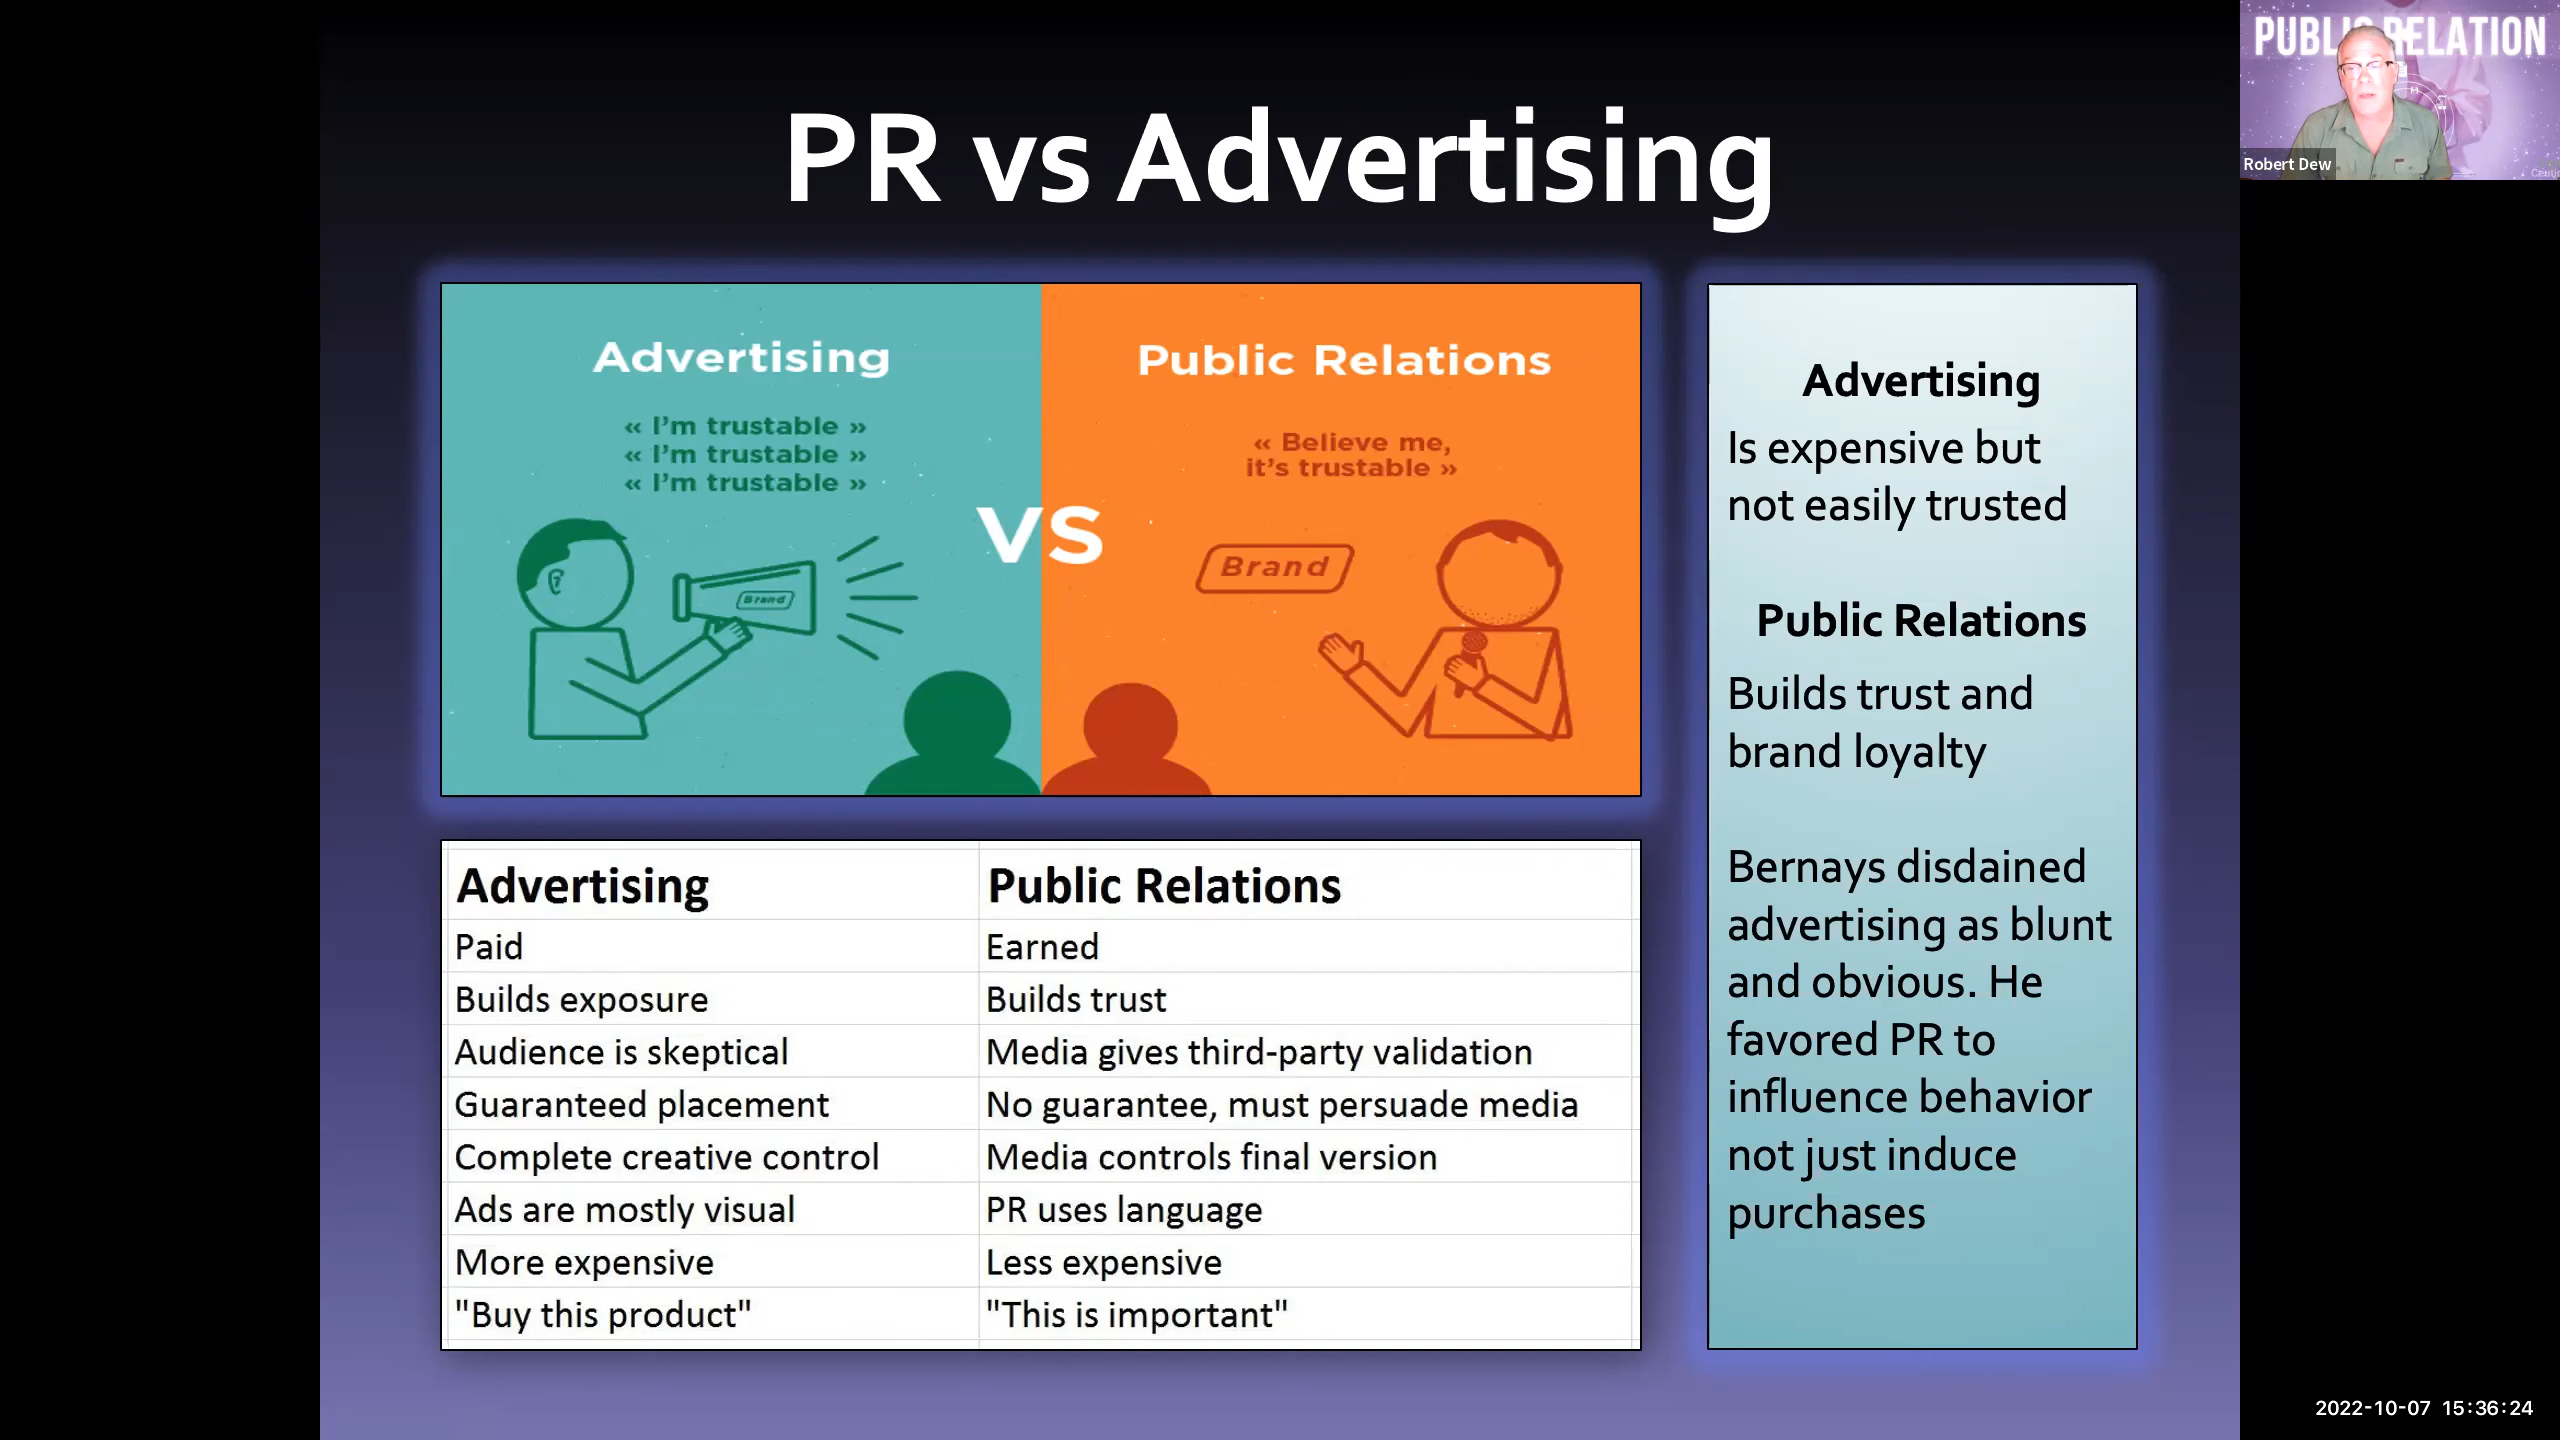 PR vs Advertising
Advertising
« I'm trustable »
« I'm trustable »
« I'm trustable »
Brand
VS
Public Relations
« Believe me,
it's trustable »
Brand
Advertising
Is expensive but
not easily trusted
Public Relations
Builds trust and
brand loyalty
Bernays disdained
advertising as blunt
and obvious. He
favored PR to
influence behavior
not just induce
purchases
Advertising Public Relations
Paid Earned
Builds exposure Builds trust
Audience is skeptical Media gives third-party validation
Guaranteed placement No guarantee, must persuade media
Complete creative control Media controls final version
Ads are mostly visual PR uses language
More expensive Less expensive
"Buy this product" "This is important"
PUBLIC RELATION
Robert Dew
2022-10-07 15:36:24